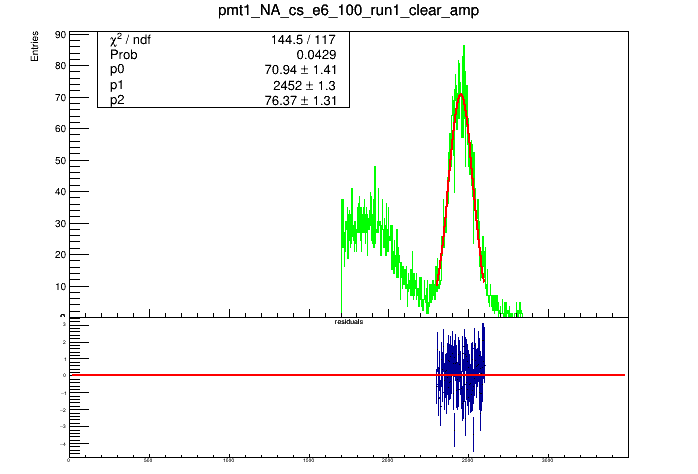 pmt1_NA_cs_e6_100_run1_clear_amp
Entries
χ² / ndf 144.5 / 117
Prob 0.0429
p0 70.94 ± 1.41
p1 2452 ± 1.3
p2 76.37 ± 1.31
90
80
70
60
50
40
30
20
10
0
residuals
3
2
1
0
−1
−2
−3
−4
0 500 1000 1500 2000 2500 3000